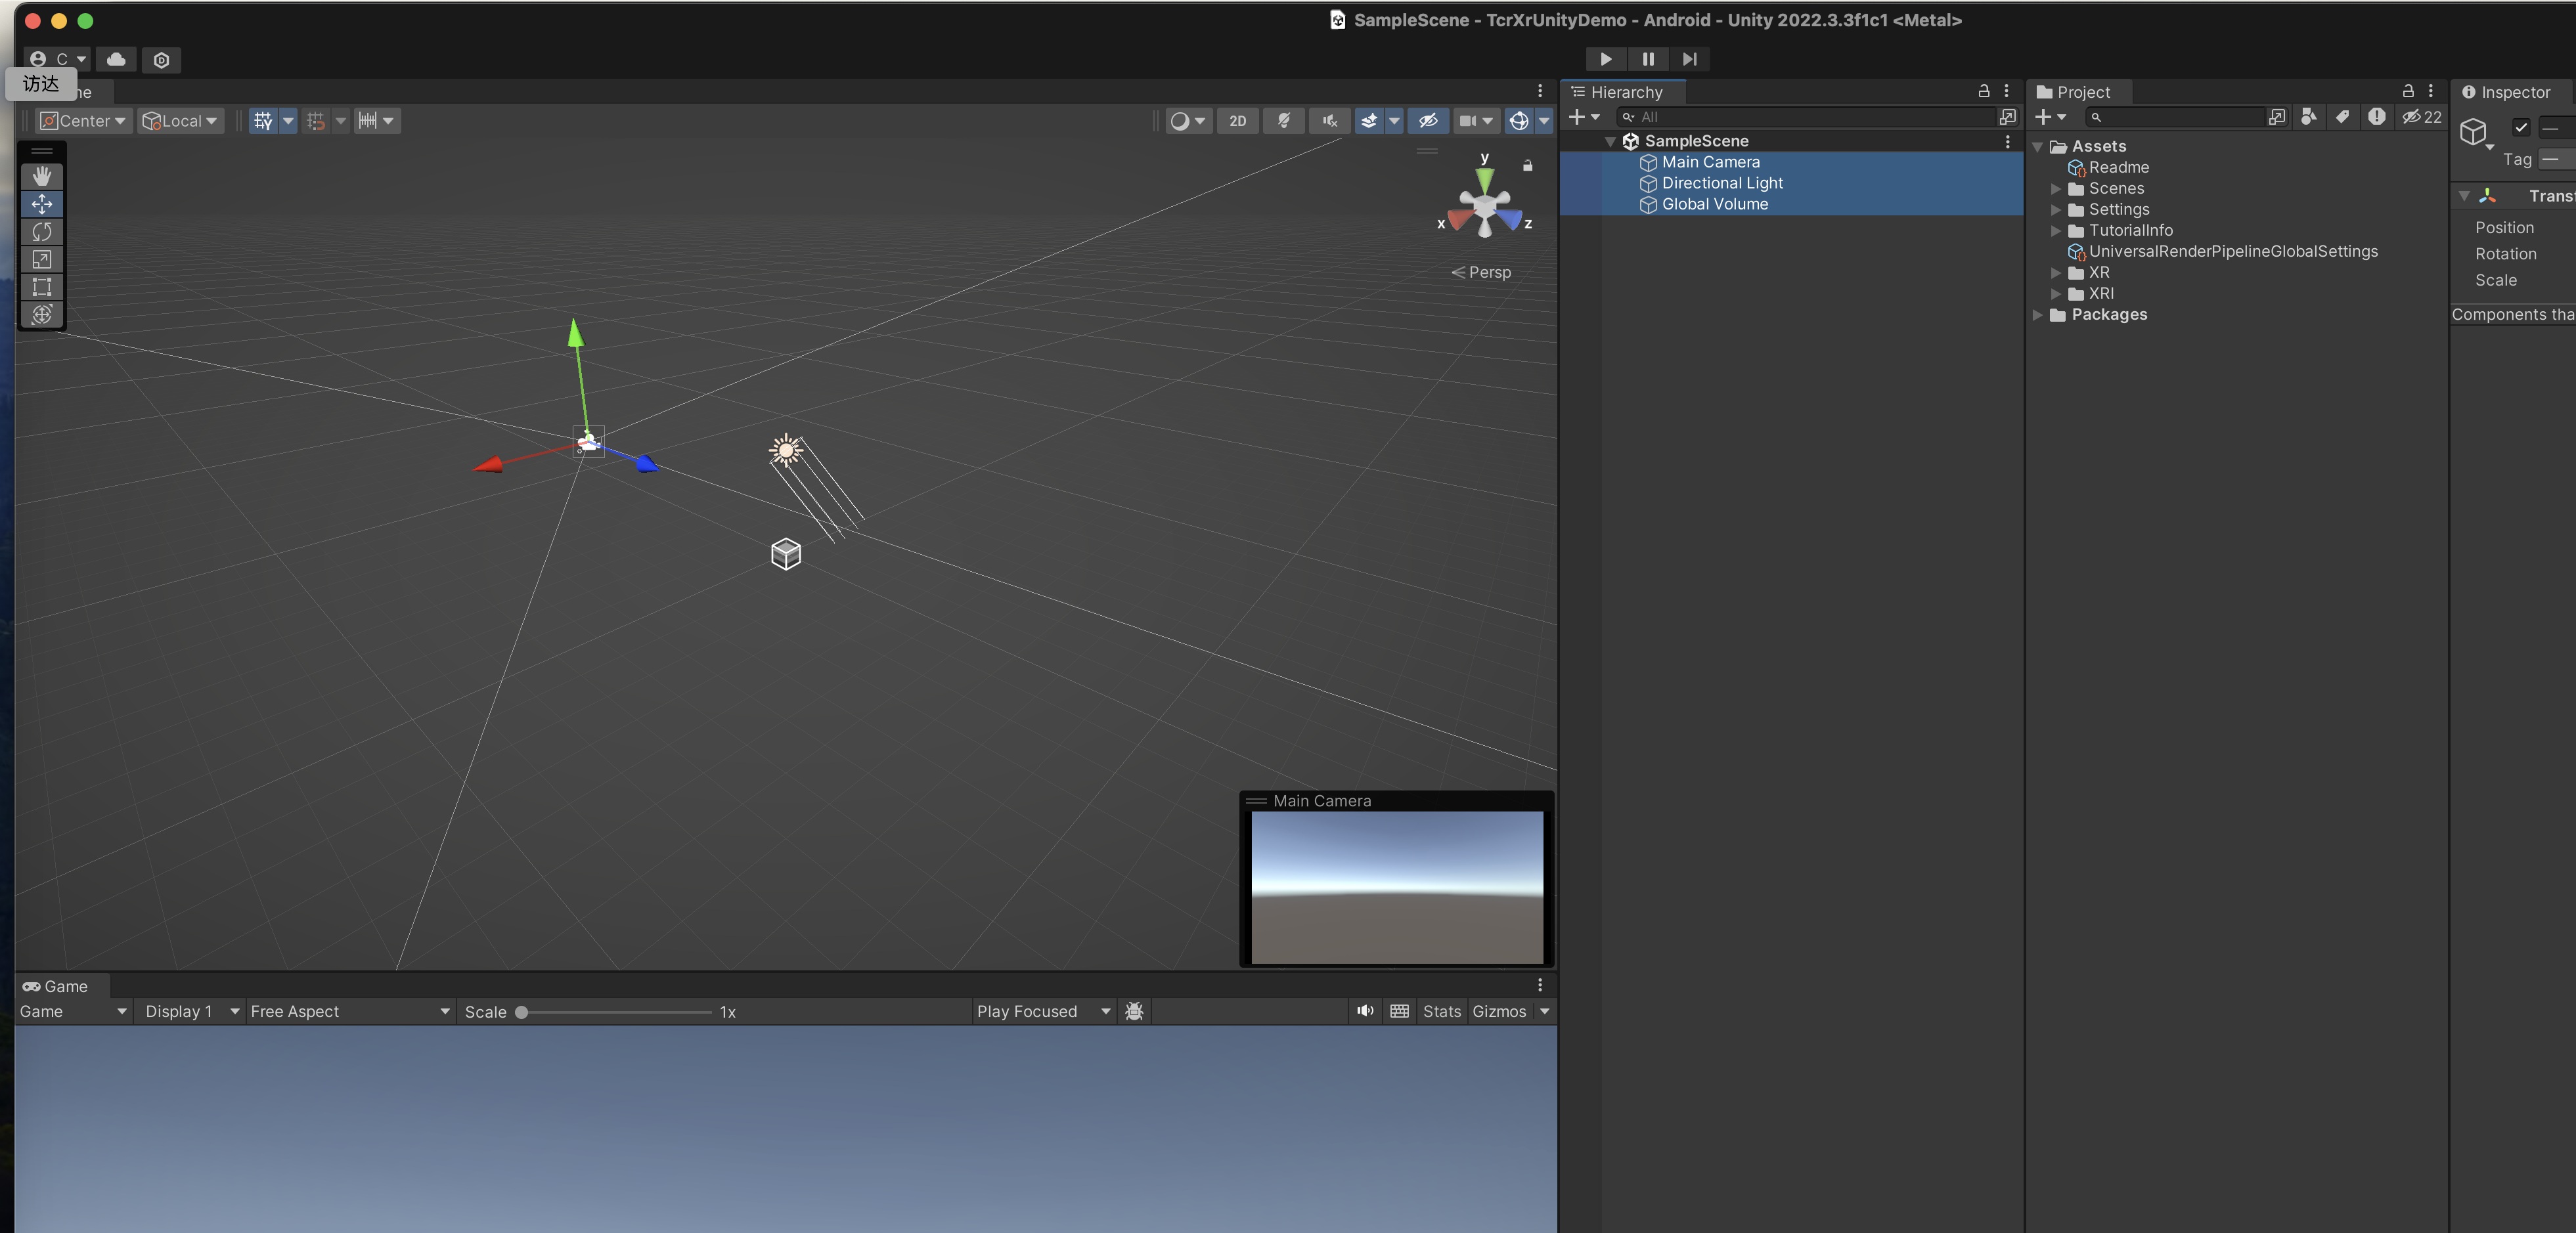 SampleScene - TcrXrUnityDemo - Android - Unity 2022.3.3f1c1 <Metal>
C
访达
ne
Center
Local
2D
y
x
z
Persp
Main Camera
Game
Game
Display 1
Free Aspect
Scale
1x
Play Focused
Stats
Gizmos
Hierarchy
All
SampleScene
Main Camera
Directional Light
Global Volume
Project
22
Assets
Readme
Scenes
Settings
TutorialInfo
UniversalRenderPipelineGlobalSettings
XR
XRI
Packages
Inspector
Tag
—
Transf
Position
Rotation
Scale
Components tha